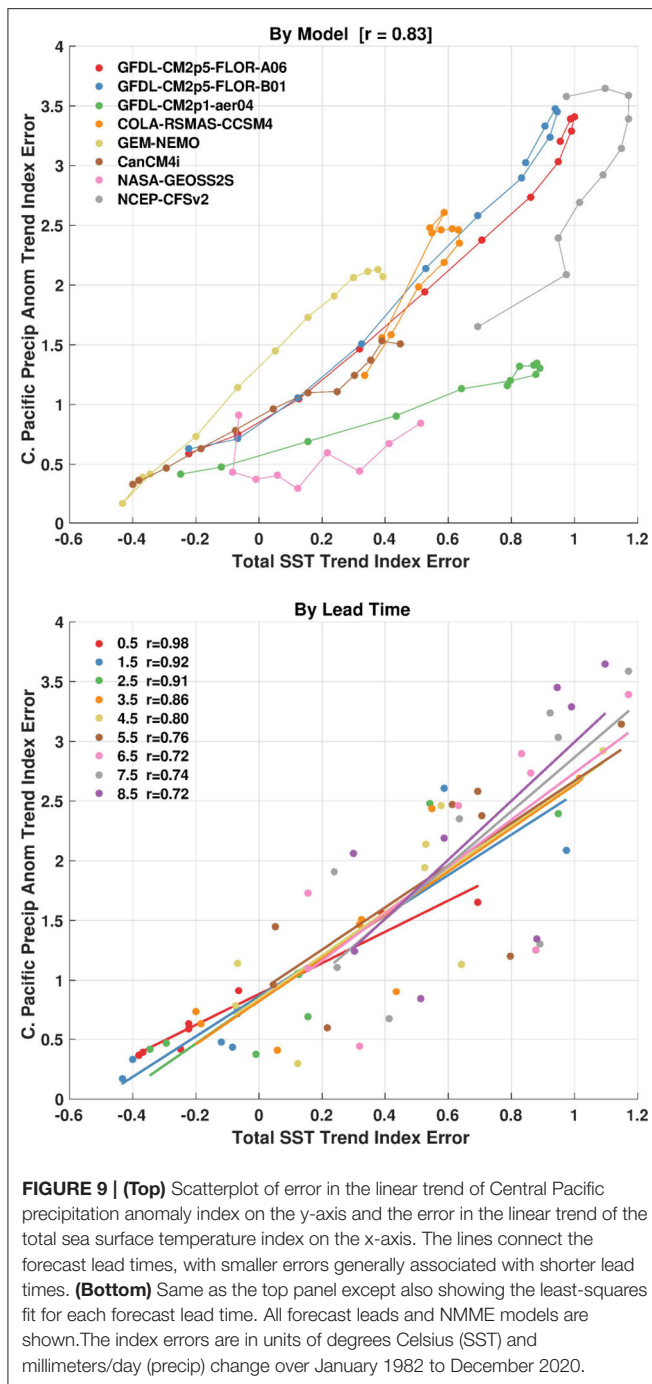 By Model [r = 0.83]
C. Pacific Precip Anom Trend Index Error
4
3.5
3
2.5
2
1.5
1
0.5
0
GFDL-CM2p5-FLOR-A06
GFDL-CM2p5-FLOR-B01
GFDL-CM2p1-aer04
COLA-RSMAS-CCSM4
GEM-NEMO
CanCM4i
NASA-GEOSS2S
NCEP-CFSv2
-0.6 -0.4 -0.2 0 0.2 0.4 0.6 0.8 1 1.2
Total SST Trend Index Error
By Lead Time
C. Pacific Precip Anom Trend Index Error
4
3.5
3
2.5
2
1.5
1
0.5
0
0.5 r=0.98
1.5 r=0.92
2.5 r=0.91
3.5 r=0.86
4.5 r=0.80
5.5 r=0.76
6.5 r=0.72
7.5 r=0.74
8.5 r=0.72
-0.6 -0.4 -0.2 0 0.2 0.4 0.6 0.8 1 1.2
Total SST Trend Index Error
FIGURE 9 | (Top) Scatterplot of error in the linear trend of Central Pacific
precipitation anomaly index on the y-axis and the error in the linear trend of the
total sea surface temperature index on the x-axis. The lines connect the
forecast lead times, with smaller errors generally associated with shorter lead
times. (Bottom) Same as the top panel except also showing the least-squares
fit for each forecast lead time. All forecast leads and NMME models are
shown.The index errors are in units of degrees Celsius (SST) and
millimeters/day (precip) change over January 1982 to December 2020.